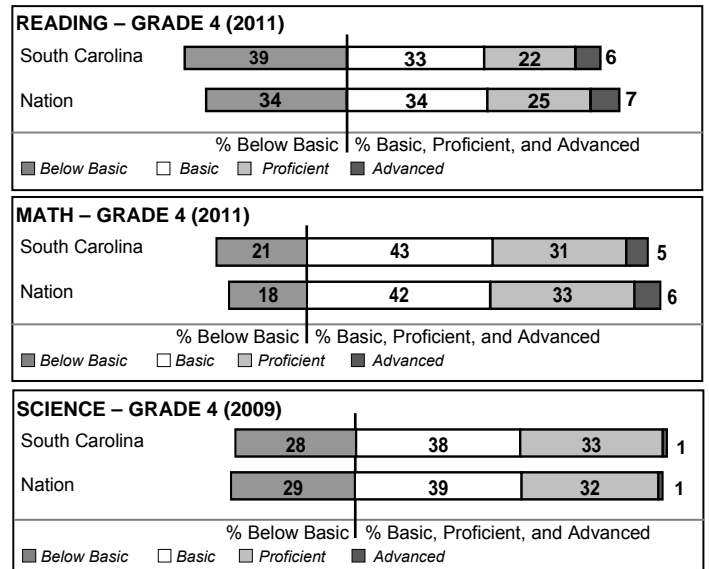 READING – GRADE 4 (2011)
South Carolina 39 33 22 6
Nation 34 34 25 7
% Below Basic % Basic, Proficient, and Advanced
Below Basic Basic Proficient Advanced
MATH – GRADE 4 (2011)
South Carolina 21 43 31 5
Nation 18 42 33 6
% Below Basic % Basic, Proficient, and Advanced
Below Basic Basic Proficient Advanced
SCIENCE – GRADE 4 (2009)
South Carolina 28 38 33 1
Nation 29 39 32 1
% Below Basic % Basic, Proficient, and Advanced
Below Basic Basic Proficient Advanced